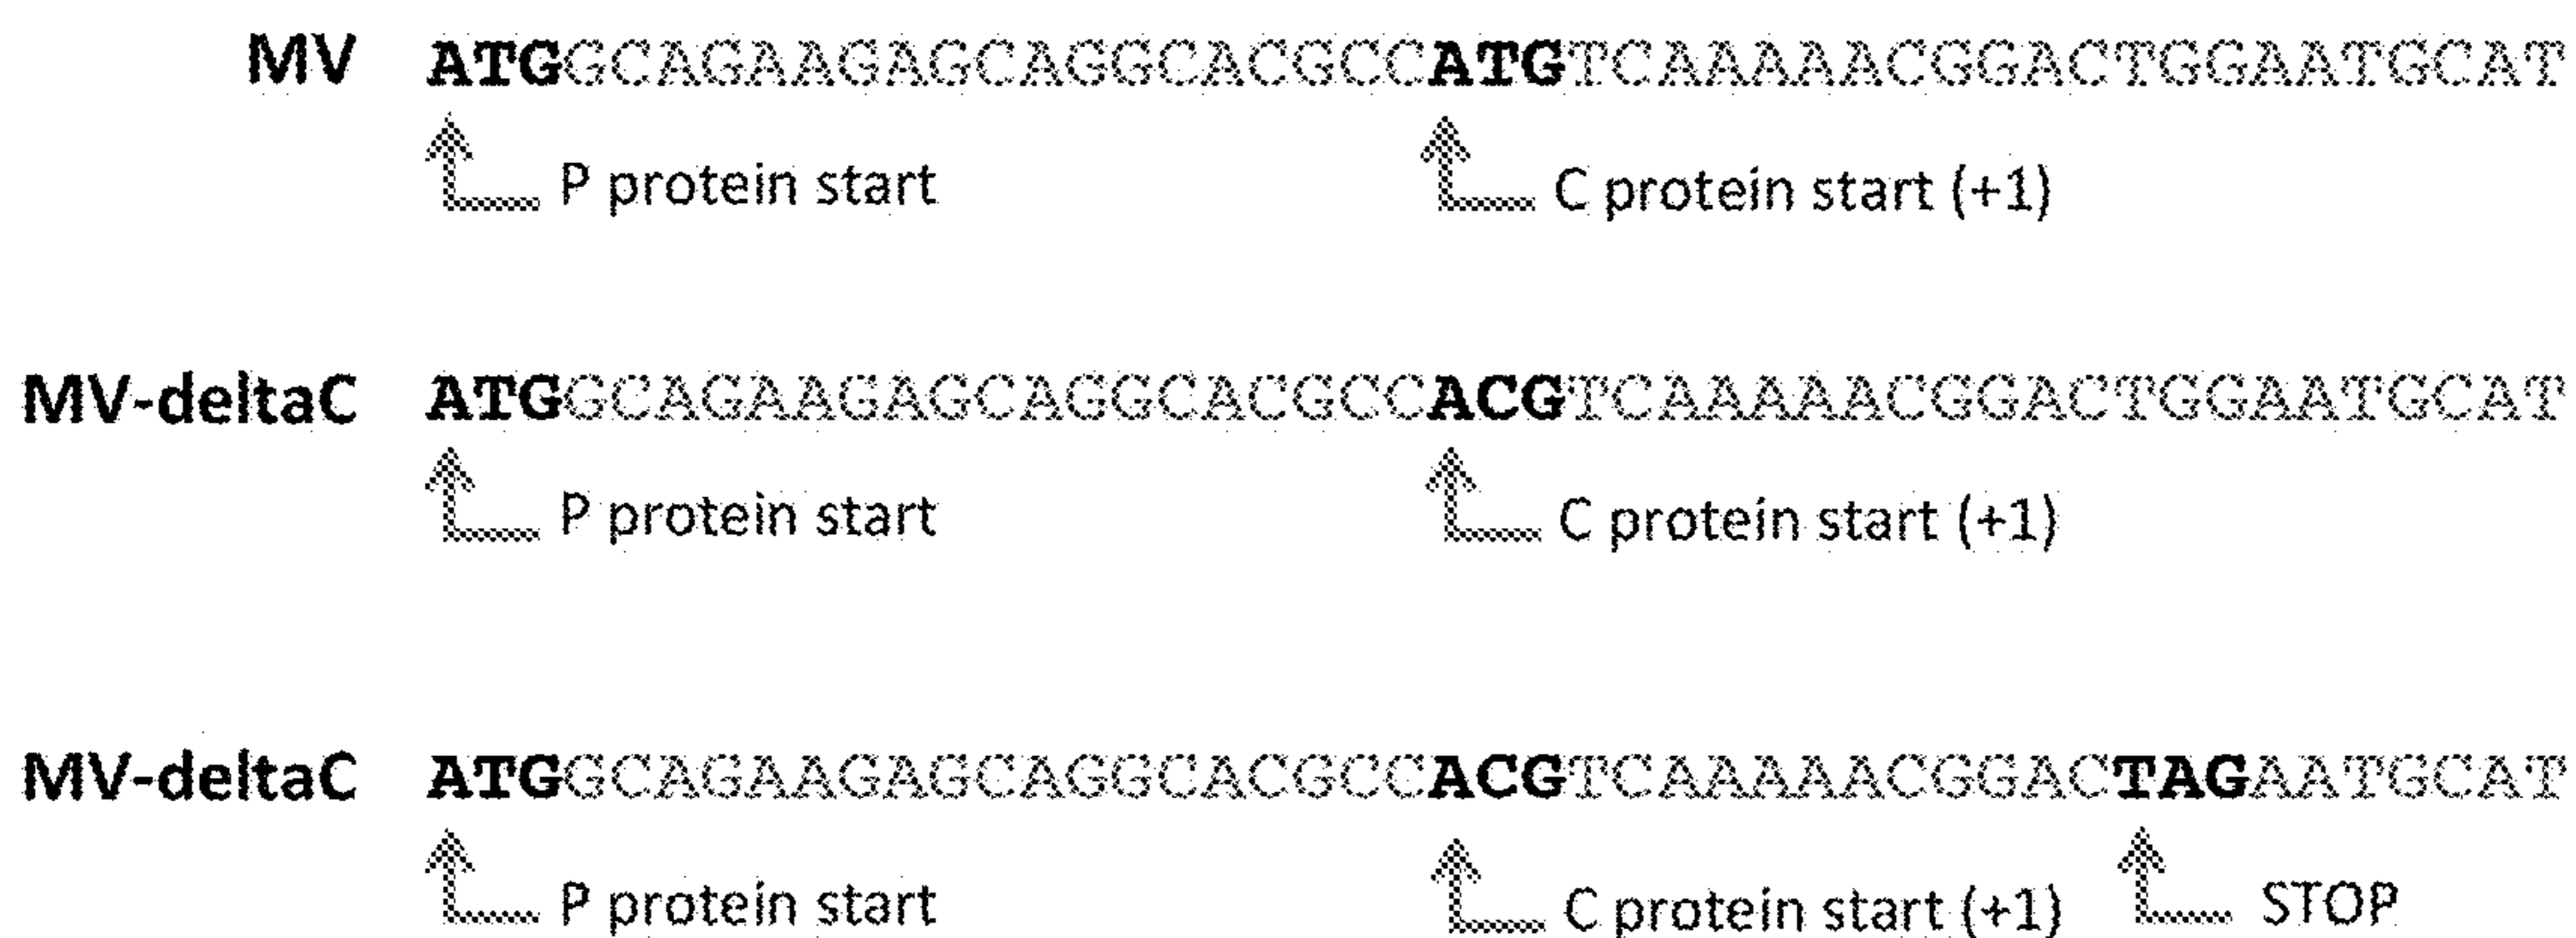 MV ATGGCAGAAGAGCAGGCACGCCATGTCAAAAACGGACTGGAATGCAT
P protein start C protein start (+1)
MV-deltaC ATGGCAGAAGAGCAGGCACGCCACGTCAAAAACGGACTGGAATGCAT
P protein start C protein start (+1)
MV-deltaC ATGGCAGAAGAGCAGGCACGCCACGTCAAAAACGGACTAGAATGCAT
P protein start C protein start (+1) STOP